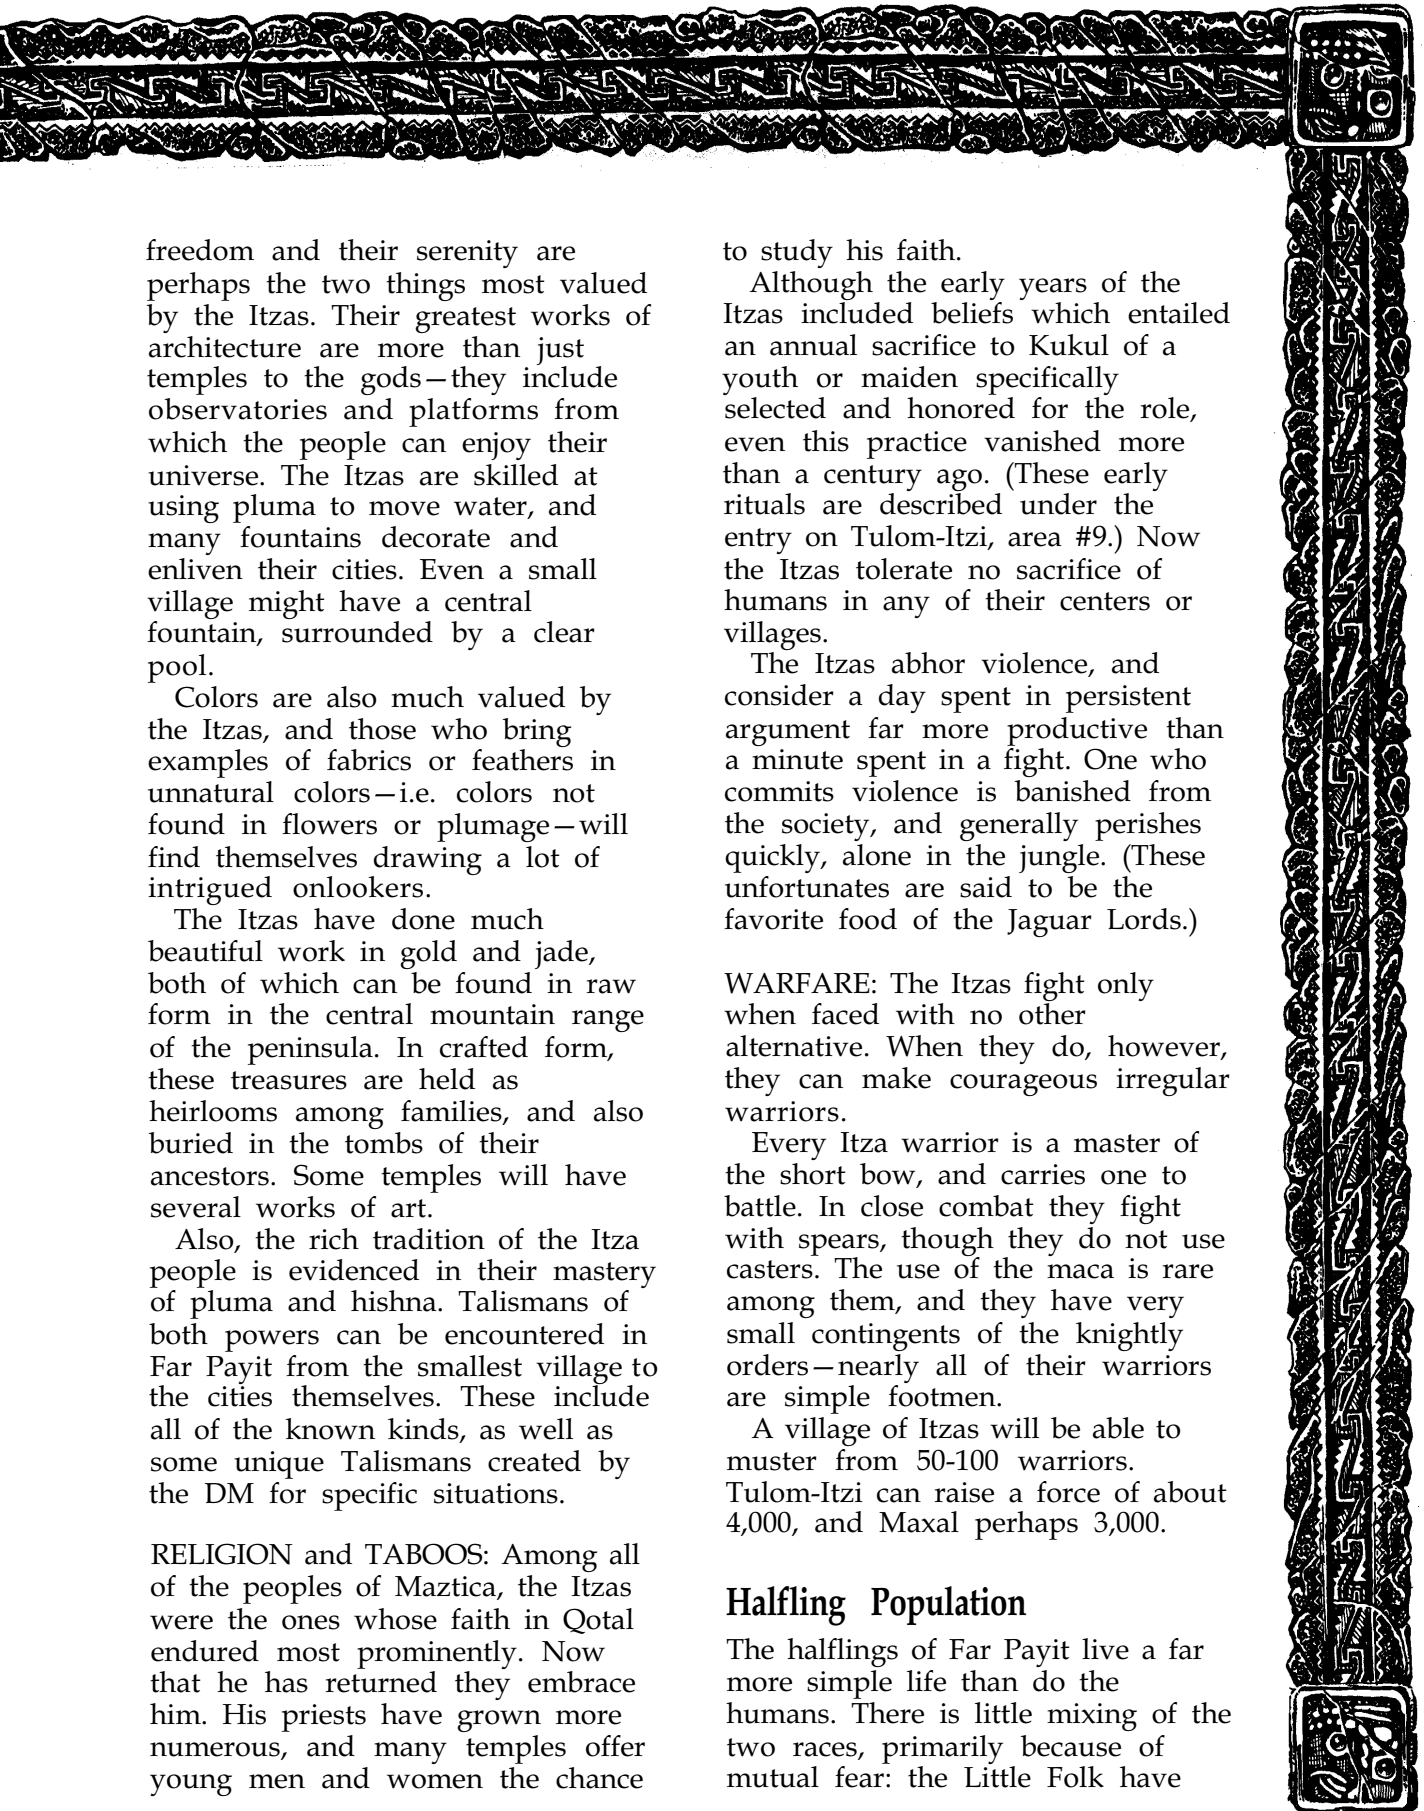 freedom and their serenity are
perhaps the two things most valued
by the Itzas. Their greatest works of
architecture are more than just
temples to the gods—they include
observatories and platforms from
which the people can enjoy their
universe. The Itzas are skilled at
using pluma to move water, and
many fountains decorate and
enliven their cities. Even a small
village might have a central
fountain, surrounded by a clear
pool.
Colors are also much valued by
the Itzas, and those who bring
examples of fabrics or feathers in
unnatural colors—i.e. colors not
found in flowers or plumage—will
find themselves drawing a lot of
intrigued onlookers.
The Itzas have done much
beautiful work in gold and jade,
both of which can be found in raw
form in the central mountain range
of the peninsula. In crafted form,
these treasures are held as
heirlooms among families, and also
buried in the tombs of their
ancestors. Some temples will have
several works of art.
Also, the rich tradition of the Itza
people is evidenced in their mastery
of pluma and hishna. Talismans of
both powers can be encountered in
Far Payit from the smallest village to
the cities themselves. These include
all of the known kinds, as well as
some unique Talismans created by
the DM for specific situations.
RELIGION and TABOOS: Among all
of the peoples of Maztica, the Itzas
were the ones whose faith in Qotal
endured most prominently. Now
that he has returned they embrace
him. His priests have grown more
numerous, and many temples offer
young men and women the chance
to study his faith.
Although the early years of the
Itzas included beliefs which entailed
an annual sacrifice to Kukul of a
youth or maiden specifically
selected and honored for the role,
even this practice vanished more
than a century ago. (These early
rituals are described under the
entry on Tulom-Itzi, area #9.) Now
the Itzas tolerate no sacrifice of
humans in any of their centers or
villages.
The Itzas abhor violence, and
consider a day spent in persistent
argument far more productive than
a minute spent in a fight. One who
commits violence is banished from
the society, and generally perishes
quickly, alone in the jungle. (These
unfortunates are said to be the
favorite food of the Jaguar Lords.)
WARFARE: The Itzas fight only
when faced with no other
alternative. When they do, however,
they can make courageous irregular
warriors.
Every Itza warrior is a master of
the short bow, and carries one to
battle. In close combat they fight
with spears, though they do not use
casters. The use of the maca is rare
among them, and they have very
small contingents of the knightly
orders—nearly all of their warriors
are simple footmen.
A village of Itzas will be able to
muster from 50-100 warriors.
Tulom-Itzi can raise a force of about
4,000, and Maxal perhaps 3,000.
Halfling Population
The halflings of Far Payit live a far
more simple life than do the
humans. There is little mixing of the
two races, primarily because of
mutual fear: the Little Folk have